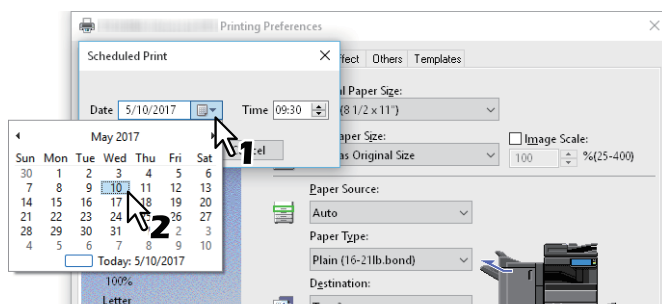 Printing Preferences
Scheduled Print
ffect Others Templates
al Paper Size:
Date 5/10/2017 Time 09:30
(8 1/2 x 11")
May 2017
1
cel
aper Size:
Image Scale:
as Original Size
100 %(25-400)
Sun Mon Tue Wed Thu Fri Sat
30 1 2 3 4 5 6
7 8 9 10 11 12 13
14 15 16 17 18 19 20
21 22 23 24 25 26 27
28 29 30 31 2 3
4 5 6 7 8 9 10
2
Today: 5/10/2017
Paper Source:
Auto
Paper Type:
Plain (16-21lb.bond)
Destination:
100%
Letter